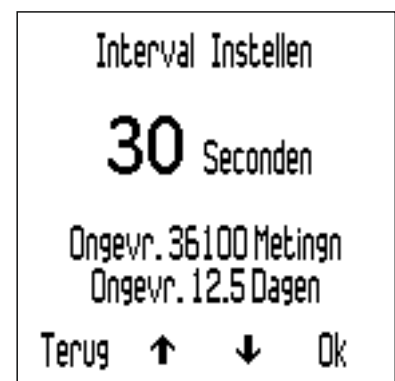 Interval Instellen
30 Seconden
Ongevr. 36100 Metingn
Ongevr. 12.5 Dagen
Terug ↑ ↓ Ok